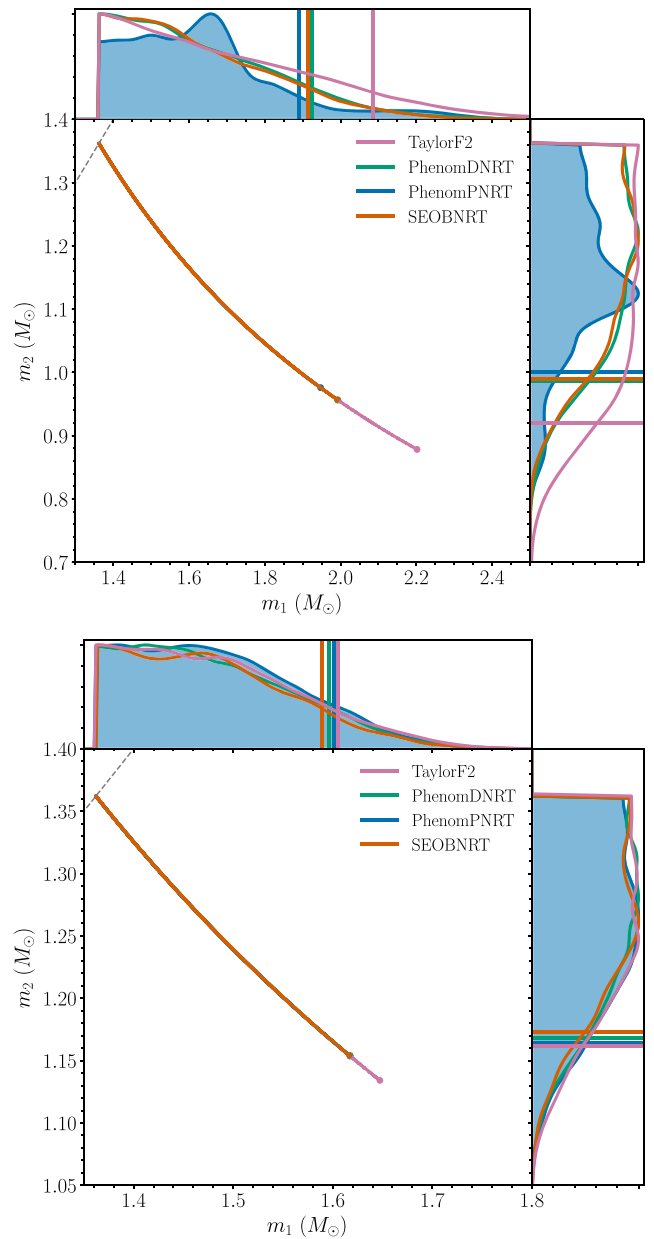 1.4
1.3
1.2
1.1
1.0
0.9
0.8
0.7
m₂ (M⊙)
TaylorF2
PhenomDNRT
PhenomPNRT
SEOBNRT
1.4 1.6 1.8 2.0 2.2 2.4
m₁ (M⊙)
1.40
1.35
1.30
1.25
1.20
1.15
1.10
1.05
m₂ (M⊙)
TaylorF2
PhenomDNRT
PhenomPNRT
SEOBNRT
1.4 1.5 1.6 1.7 1.8
m₁ (M⊙)